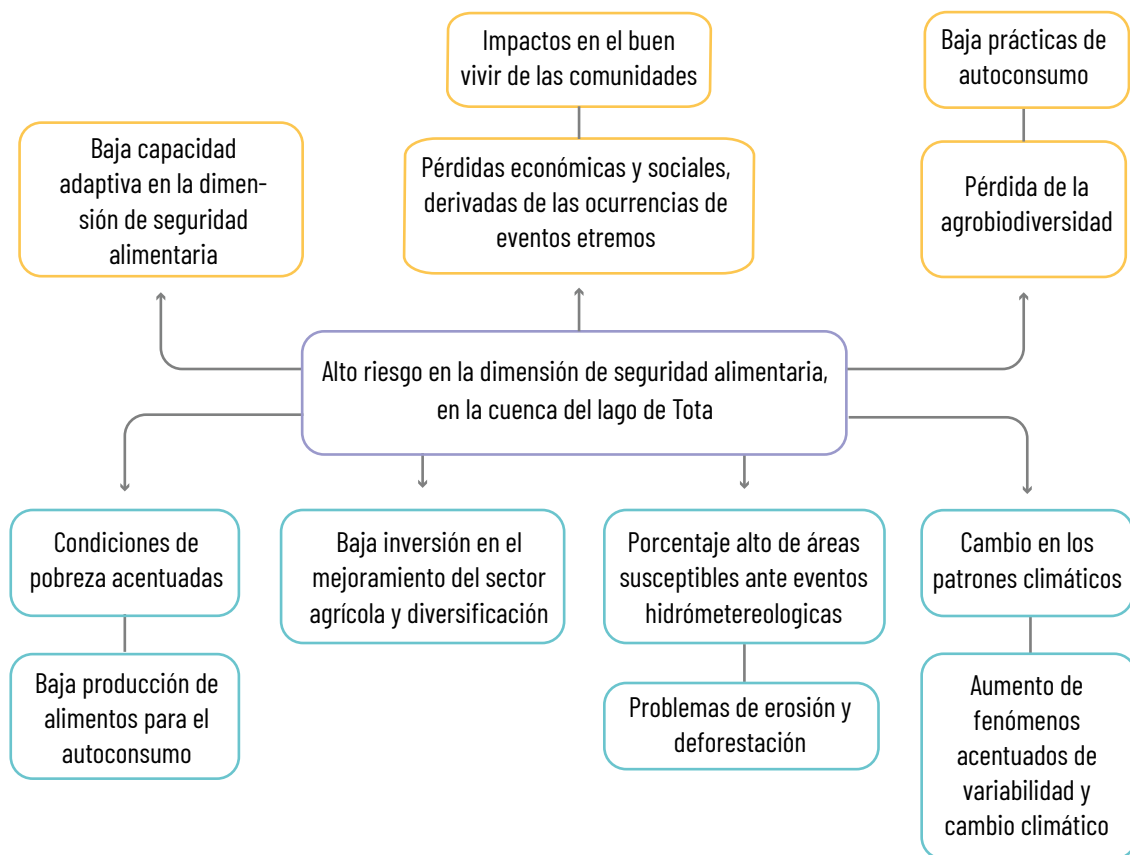 Impactos en el buen
vivir de las comunidades
Baja prácticas de
autoconsumo
Baja capacidad
adaptiva en la dimen-
sión de seguridad
alimentaria
Pérdidas económicas y sociales,
derivadas de las ocurrencias de
eventos etremos
Pérdida de la
agrobiodiversidad
Alto riesgo en la dimensión de seguridad alimentaria,
en la cuenca del lago de Tota
Condiciones de
pobreza acentuadas
Baja inversión en el
mejoramiento del sector
agrícola y diversificación
Porcentaje alto de áreas
susceptibles ante eventos
hidrómetereologicas
Cambio en los
patrones climáticos
Baja producción de
alimentos para el
autoconsumo
Problemas de erosión y
deforestación
Aumento de
fenómenos
acentuados de
variabilidad y
cambio climático